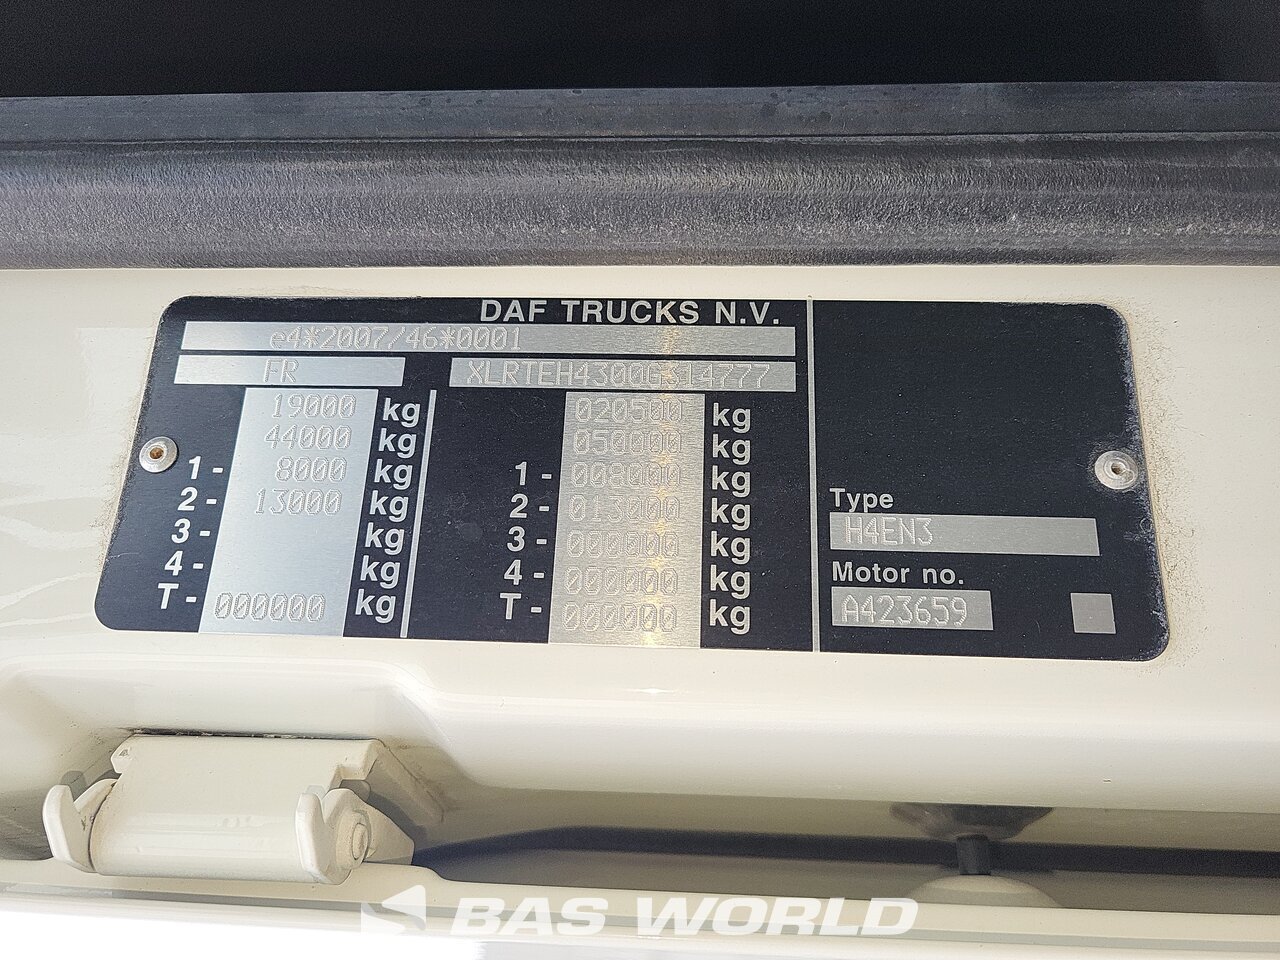 DAF TRUCKS N.V.
e4*2007/46*0001
FR XLRTEH4300G314777
19000 kg 020500 kg
44000 kg 050000 kg
1- 8000 kg 1- 008000 kg
2- 13000 kg 2- 013000 kg
3- kg 3- 000000 kg
4- kg 4- 000000 kg
T- 000000 kg T- 000000 kg
Type
H4EN3
Motor no.
A423659
BAS WORLD